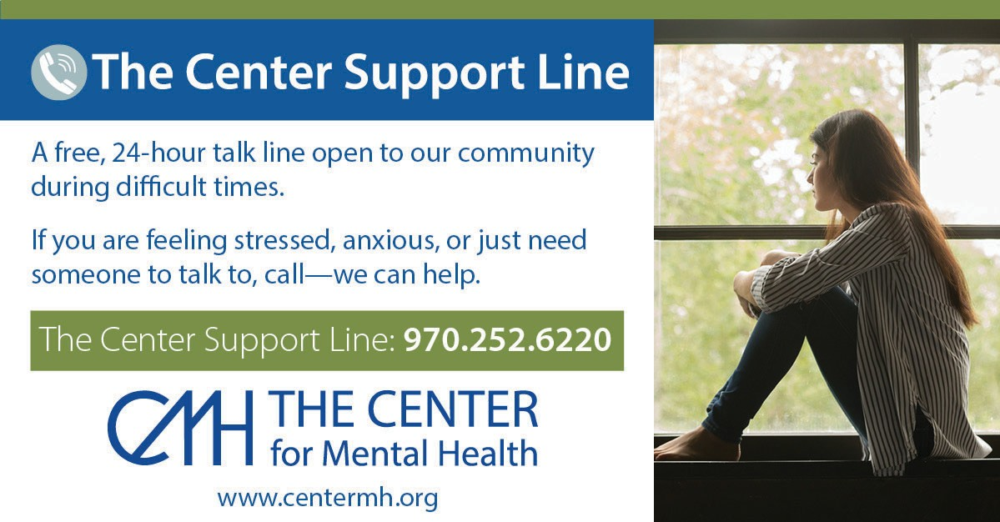 The Center Support Line
A free, 24-hour talk line open to our community
during difficult times.
If you are feeling stressed, anxious, or just need
someone to talk to, call—we can help.
The Center Support Line: 970.252.6220
CMH THE CENTER
for Mental Health
www.centermh.org